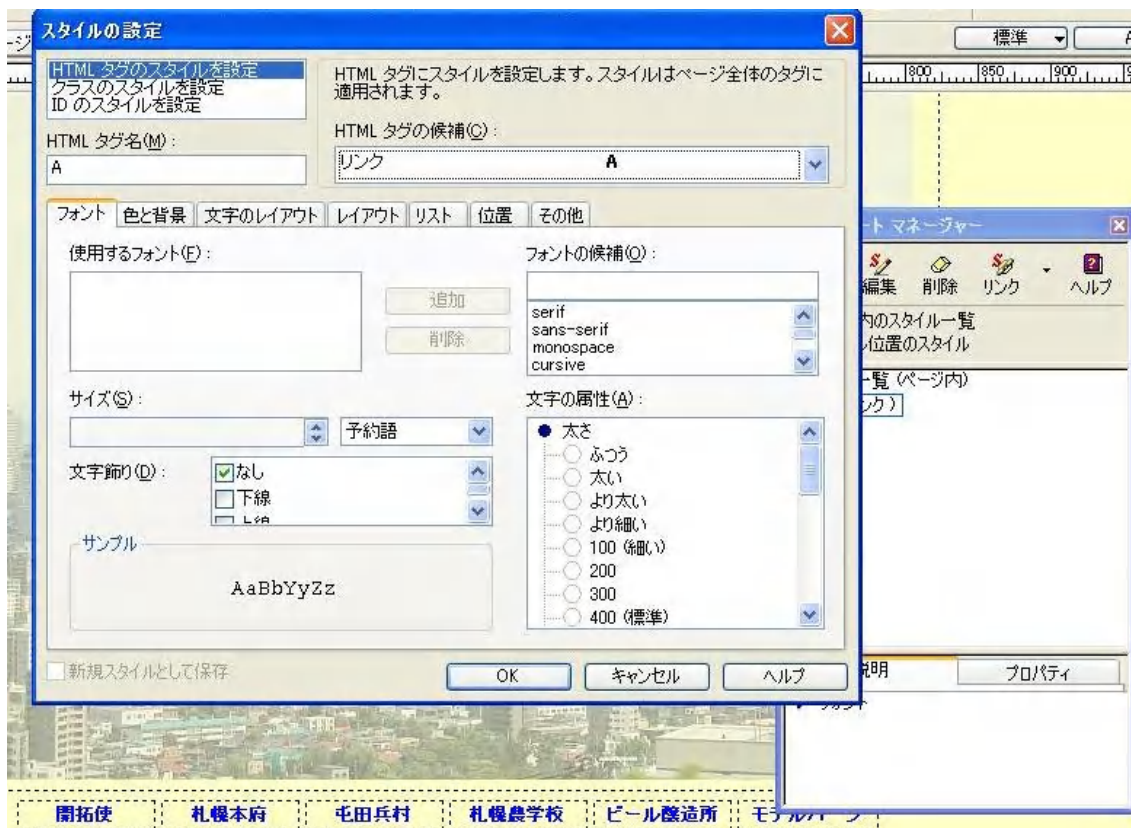 スタイルの設定
標準
HTML タグのスタイルを設定
クラスのスタイルを設定
ID のスタイルを設定
HTML タグにスタイルを設定します。スタイルはページ全体のタグに
適用されます。
800 850 900
HTML タグ名(M):
HTML タグの候補(C):
A
リンク A
フォント 色と背景 文字のレイアウト レイアウト リスト 位置 その他
ート マネージャー
使用するフォント(F):
フォントの候補(O):
編集 削除 リンク ヘルプ
追加
削除
serif
sans-serif
monospace
cursive
内のスタイル一覧
位置のスタイル
一覧 (ページ内)
ンク)
サイズ(S):
文字の属性(A):
予約語
太さ
ふつう
太い
より太い
より細い
100 (細い)
200
300
400 (標準)
文字飾り(D):
なし
下線
上線
サンプル
AaBbYyZz
新規スタイルとして保存
OK キャンセル ヘルプ
説明 プロパティ
フォント
開拓使 札幌本府 屯田兵村 札幌農学校 ビール醸造所